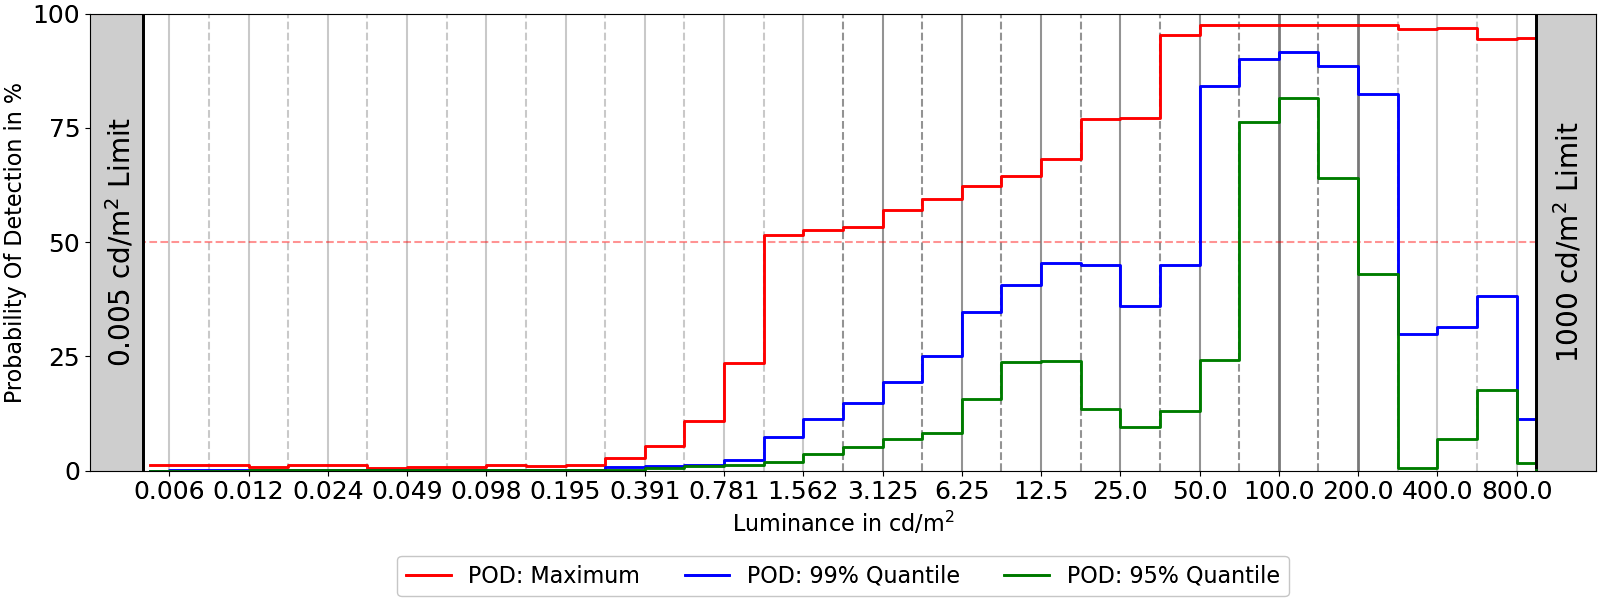 100
75
50
25
0
Probability Of Detection in %
0.005 cd/m² Limit
1000 cd/m² Limit
0.006 0.012 0.024 0.049 0.098 0.195 0.391 0.781 1.562 3.125 6.25 12.5 25.0 50.0 100.0 200.0 400.0 800.0
Luminance in cd/m²
POD: Maximum POD: 99% Quantile POD: 95% Quantile